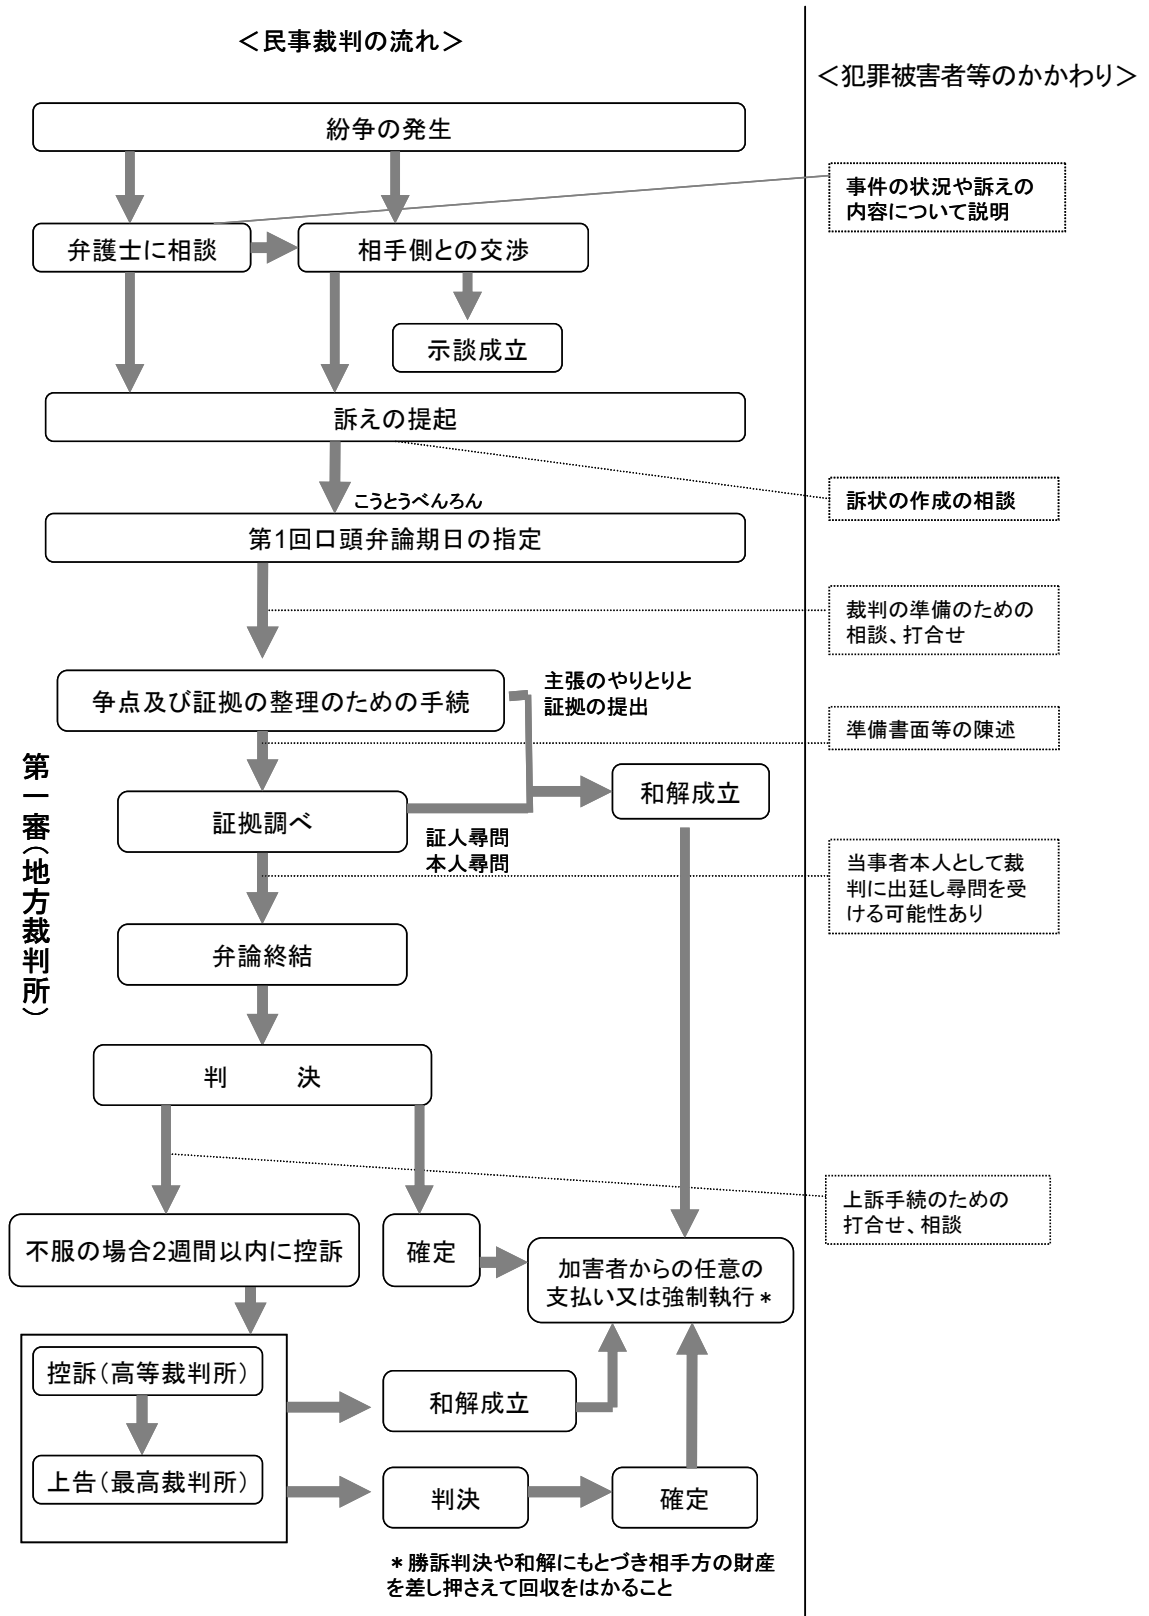 ＜民事裁判の流れ＞
＜犯罪被害者等のかかわり＞
紛争の発生
事件の状況や訴えの
内容について説明
弁護士に相談
相手側との交渉
示談成立
訴えの提起
訴状の作成の相談
こうとうべんろん
第1回口頭弁論期日の指定
裁判の準備のための
相談、打合せ
争点及び証拠の整理のための手続
主張のやりとりと
証拠の提出
準備書面等の陳述
第一審（地方裁判所）
証拠調べ
和解成立
証人尋問
本人尋問
当事者本人として裁
判に出廷し尋問を受
ける可能性あり
弁論終結
判　　決
上訴手続のための
打合せ、相談
不服の場合2週間以内に控訴
確定
加害者からの任意の
支払い又は強制執行＊
控訴（高等裁判所）
和解成立
上告（最高裁判所）
判決
確定
＊勝訴判決や和解にもとづき相手方の財産
を差し押さえて回収をはかること